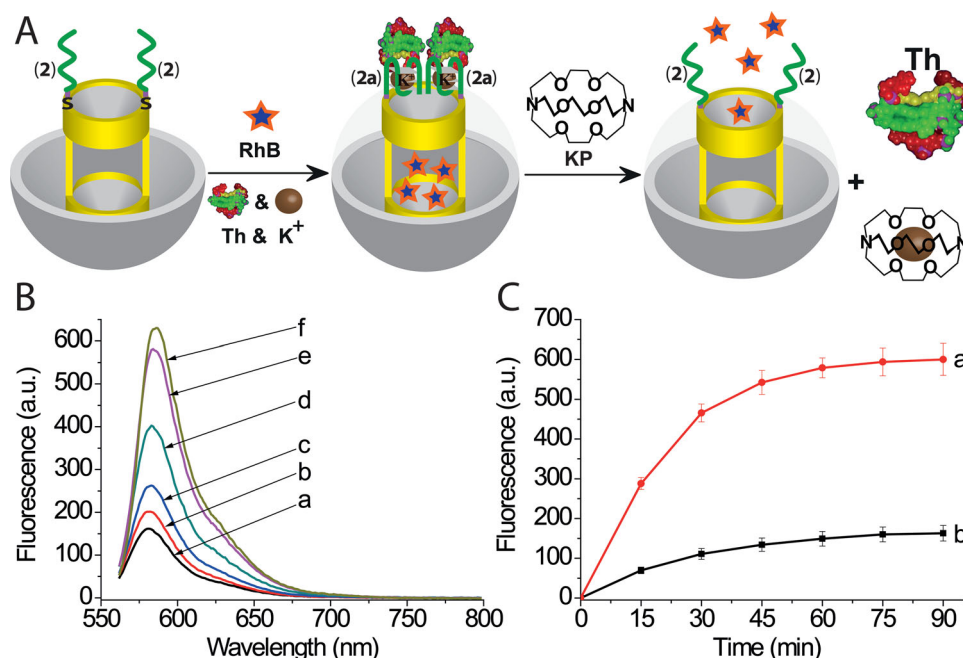 A
(2) (2)
S S
RhB
& 
Th & K+
(2a) K+ K+ (2a)
N O O O O O O N
KP
(2) (2)
Th
+
N O O O O O O N
B
Fluorescence (a.u.)
600
500
400
300
200
100
0
550 600 650 700 750 800
Wavelength (nm)
f
e
d
c
b
a
C
Fluorescence (a.u.)
700
600
500
400
300
200
100
0
0 15 30 45 60 75 90
Time (min)
a
b